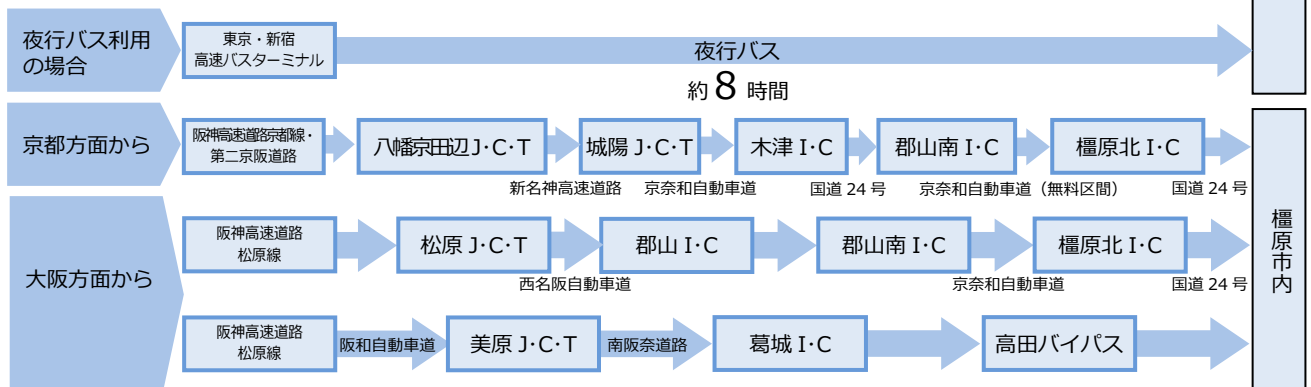 夜行バス利用
の場合
東京・新宿
高速バスターミナル
夜行バス
約 8 時間
京都方面から
阪神高速道路京都線・
第二京阪道路
八幡京田辺 J・C・T
新名神高速道路
城陽 J・C・T
京奈和自動車道
木津 I・C
国道 24 号
郡山南 I・C
京奈和自動車道（無料区間）
橿原北 I・C
国道 24 号
大阪方面から
阪神高速道路
松原線
松原 J・C・T
西名阪自動車道
郡山 I・C
郡山南 I・C
京奈和自動車道
橿原北 I・C
国道 24 号
阪神高速道路
松原線
阪和自動車道
美原 J・C・T
南阪奈道路
葛城 I・C
高田バイパス
橿原市内